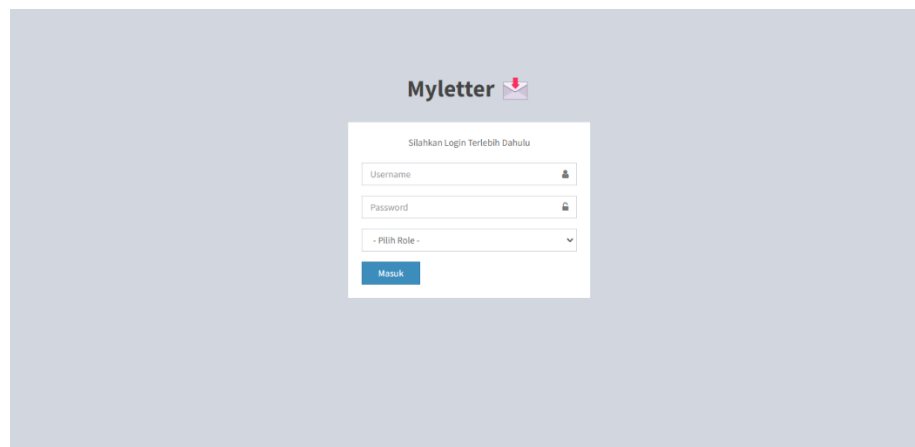 Myletter
Silahkan Login Terlebih Dahulu
Username
Password
- Pilih Role -
Masuk